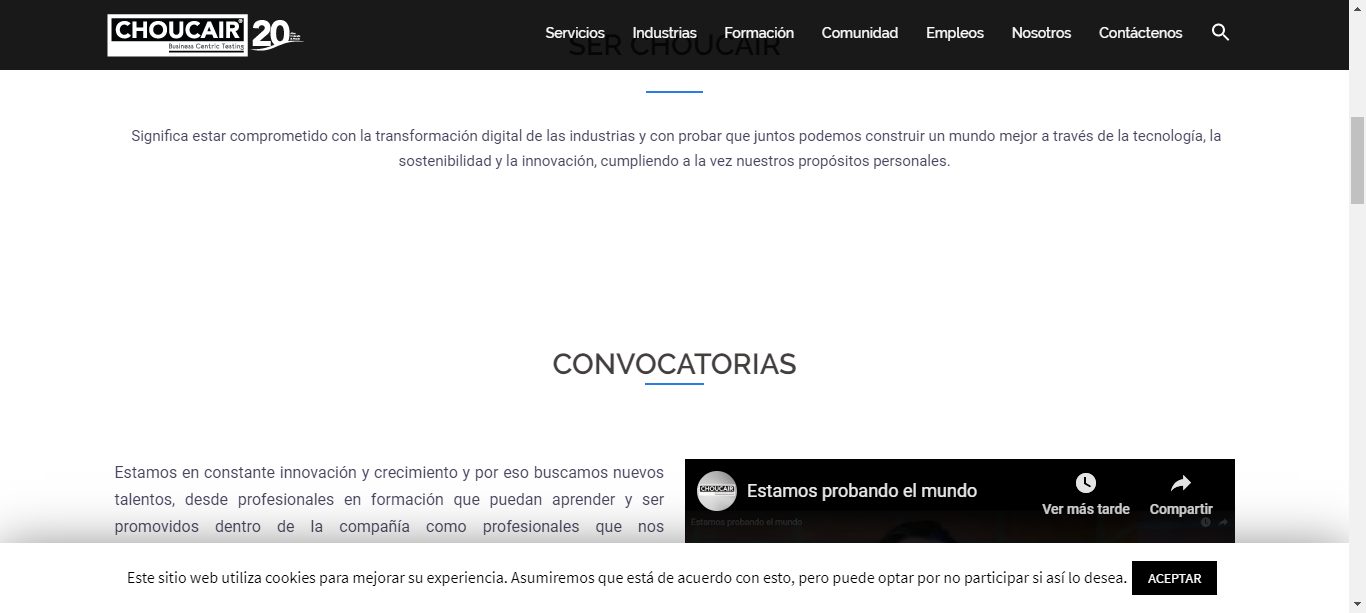 CHOUCAIR
Business Centric Testing
20
Servicios Industrias Formación Comunidad Empleos Nosotros Contáctenos
SER CHOUCAIR
Significa estar comprometido con la transformación digital de las industrias y con probar que juntos podemos construir un mundo mejor a través de la tecnología, la
sostenibilidad y la innovación, cumpliendo a la vez nuestros propósitos personales.
CONVOCATORIAS
Estamos en constante innovación y crecimiento y por eso buscamos nuevos
talentos, desde profesionales en formación que puedan aprender y ser
promovidos dentro de la compañía como profesionales que nos
CHOUCAIR
Estamos probando el mundo
Ver más tarde Compartir
Estamos probando el mundo
Este sitio web utiliza cookies para mejorar su experiencia. Asumiremos que está de acuerdo con esto, pero puede optar por no participar si así lo desea. ACEPTAR